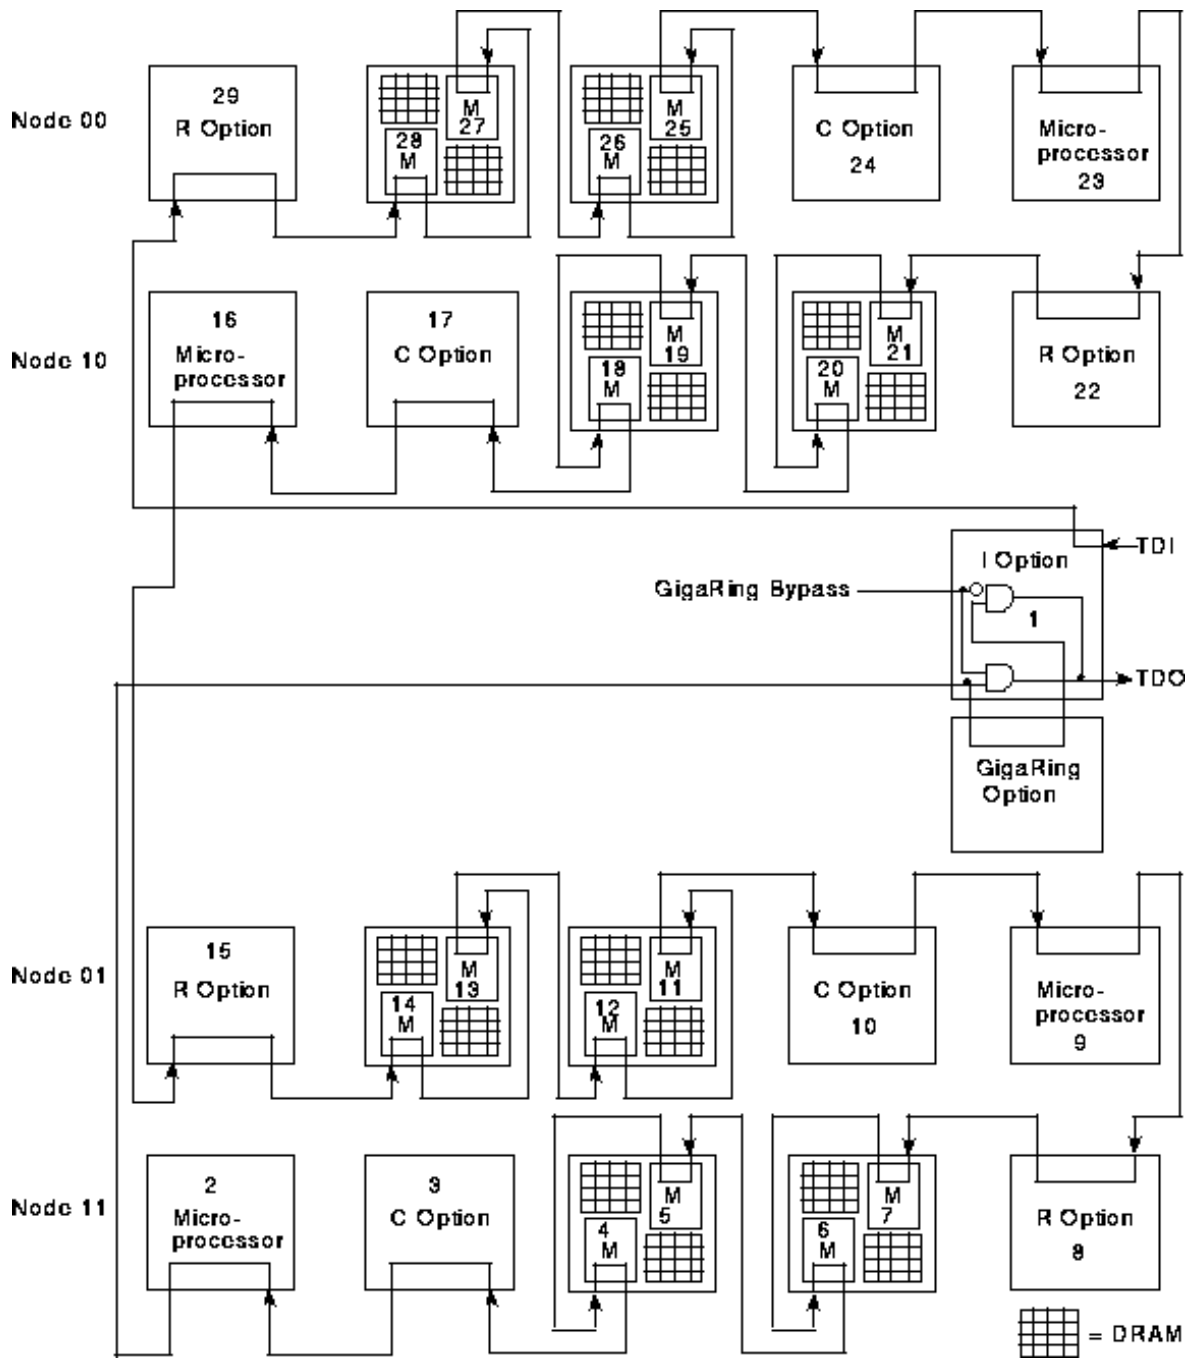 29
R Option
Node 00
M
27
28
M
M
25
26
M
C Option
24
Micro-
processor
23
Node 10
16
Micro-
processor
17
C Option
M
19
18
M
M
21
20
M
R Option
22
TDI
I Option
GigaRing Bypass
1
TDO
GigaRing
Option
Node 01
15
R Option
M
13
14
M
M
11
12
M
C Option
10
Micro-
processor
9
Node 11
2
Micro-
processor
3
C Option
M
5
4
M
M
7
6
M
R Option
8
= DRAM